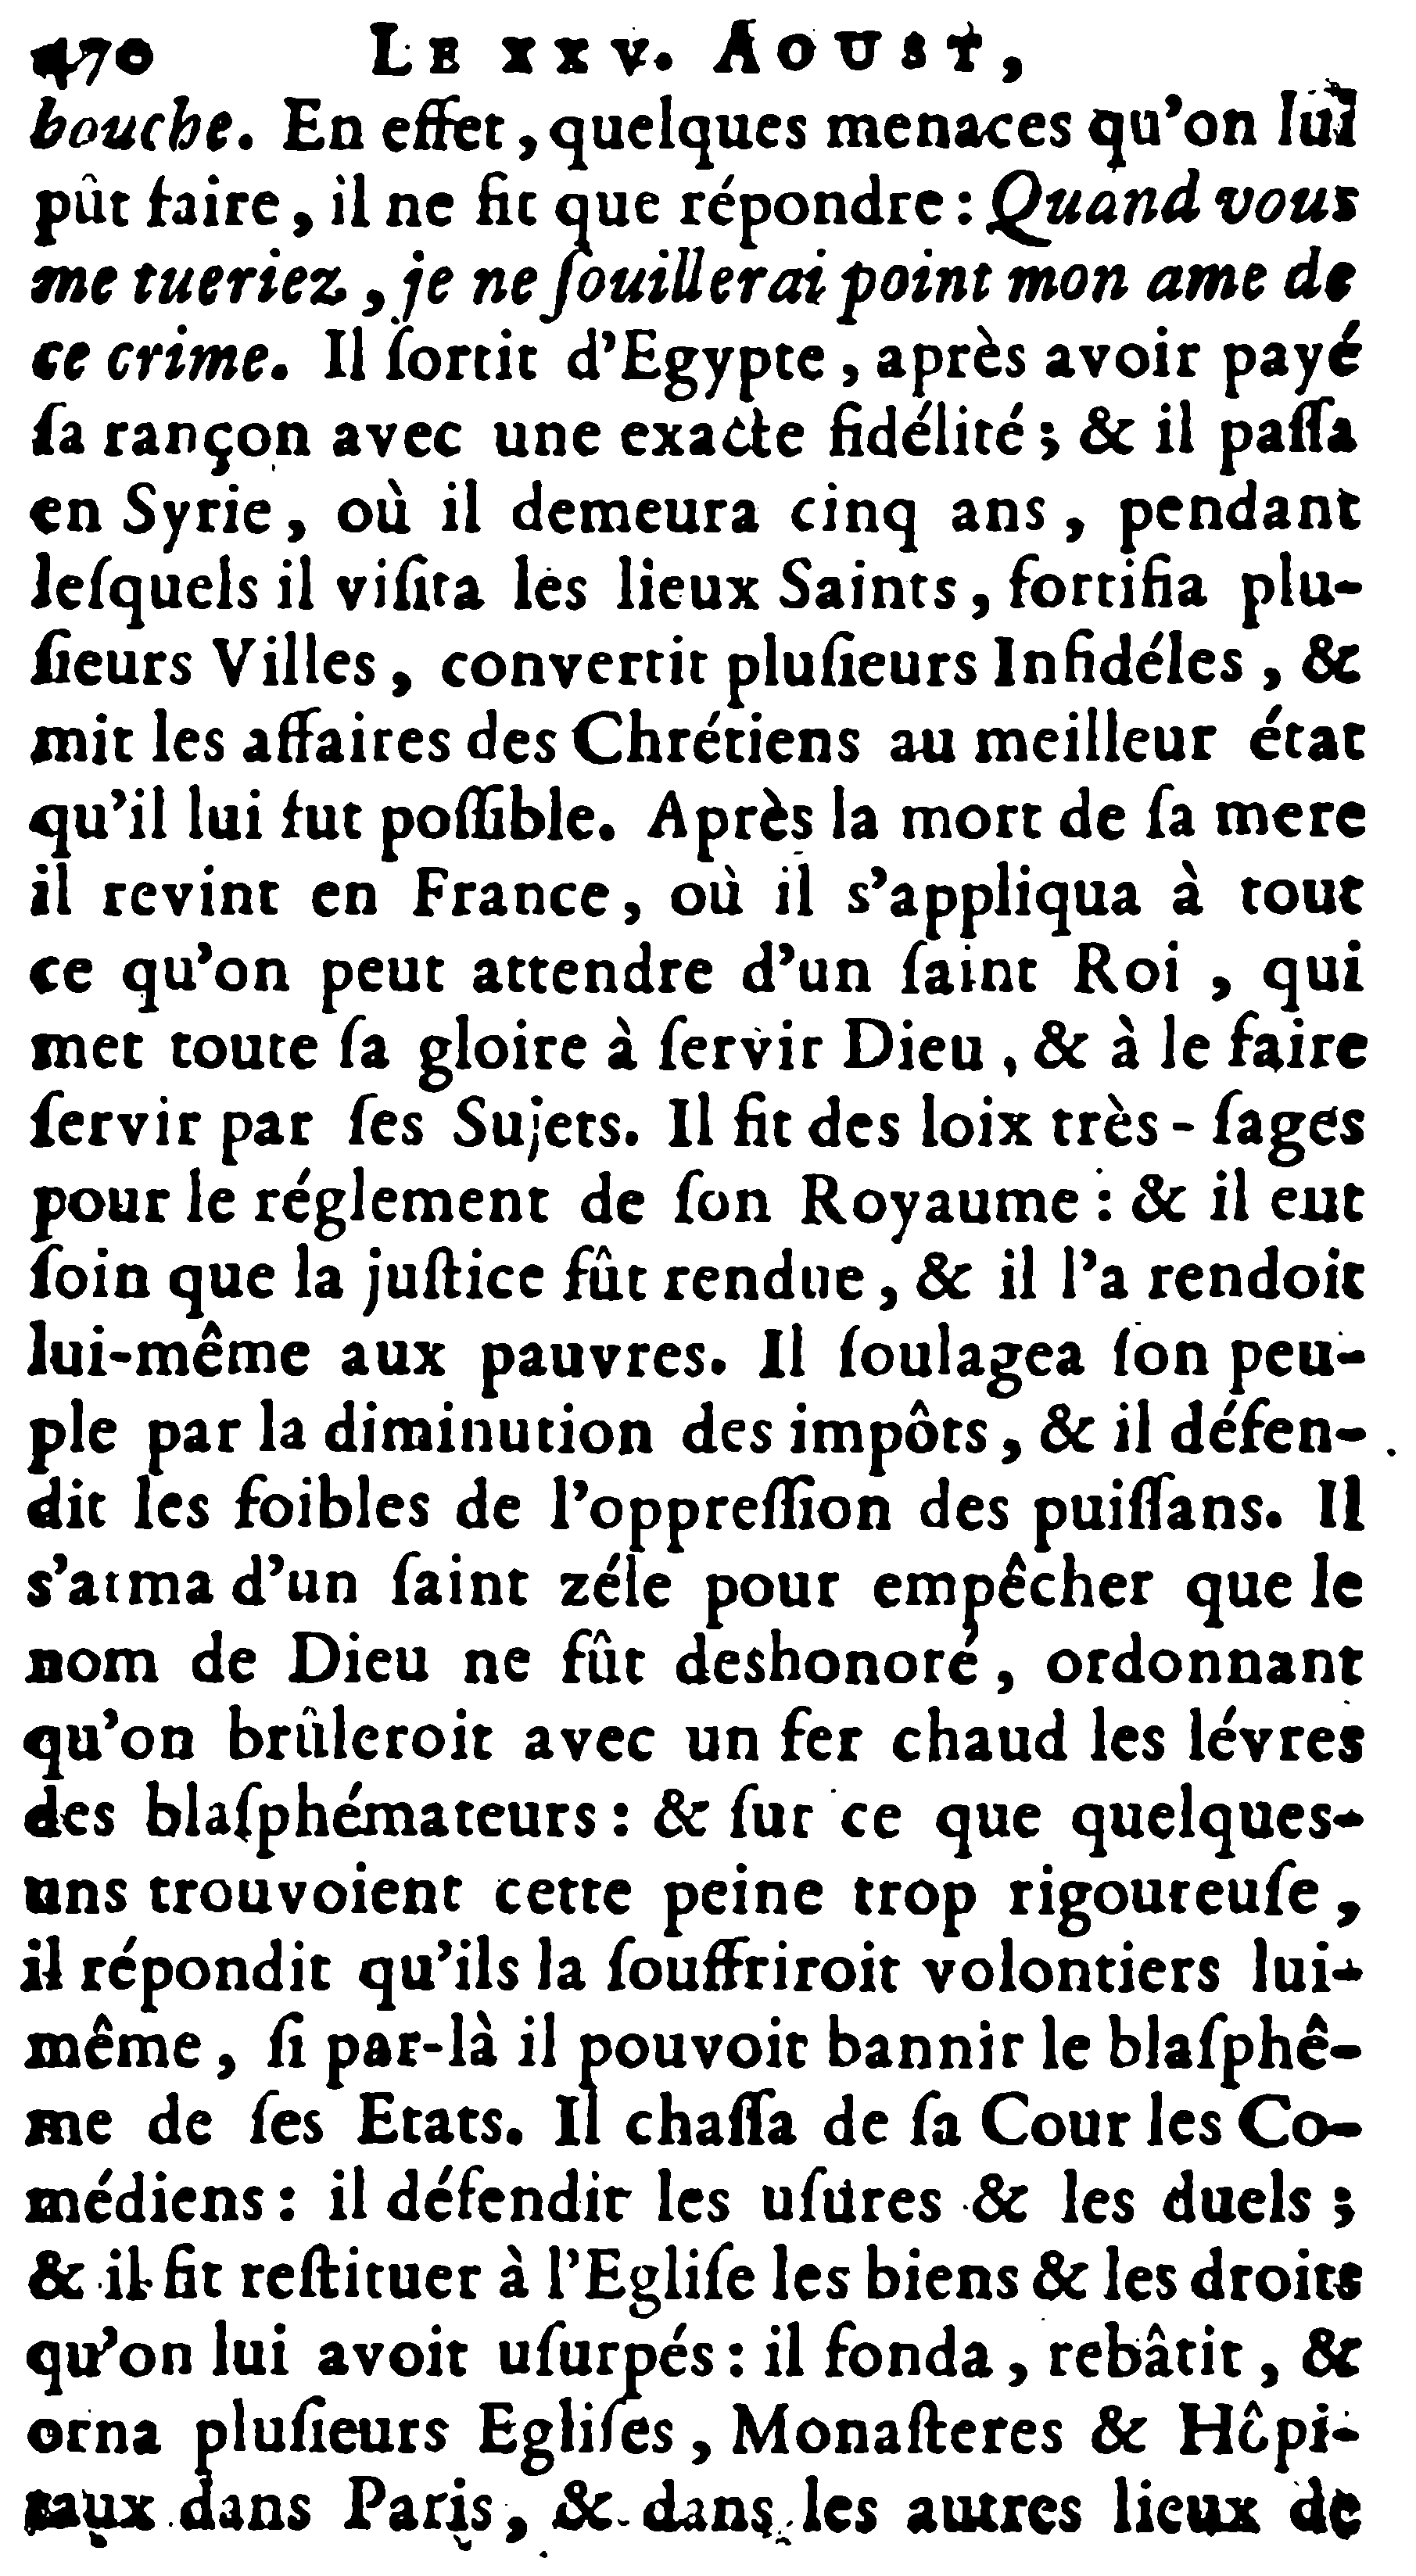 470 LE XXV. AOUST,
bouche. En effet, quelques menaces qu'on lui
pût faire, il ne fit que répondre : Quand vous
me tueriez, je ne ſouillerai point mon ame de
ce crime. Il ſortit d'Egypte, après avoir payé
ſa rançon avec une exacte fidélité ; & il paſſa
en Syrie, où il demeura cinq ans, pendant
leſquels il viſita les lieux Saints, fortifia plu-
ſieurs Villes, convertit pluſieurs Infidéles, &
mit les affaires des Chrétiens au meilleur état
qu'il lui fut poſſible. Après la mort de ſa mere
il revint en France, où il s'appliqua à tout
ce qu'on peut attendre d'un ſaint Roi, qui
met toute ſa gloire à ſervir Dieu, & à le faire
ſervir par ſes Sujets. Il fit des loix très-ſages
pour le réglement de ſon Royaume : & il eut
ſoin que la juſtice fût rendue, & il l'a rendoit
lui-même aux pauvres. Il ſoulagea ſon peu-
ple par la diminution des impôts, & il défen-
dit les foibles de l'oppreſſion des puiſſans. Il
s'arma d'un ſaint zéle pour empêcher que le
nom de Dieu ne fût deshonoré, ordonnant
qu'on brûleroit avec un fer chaud les lévres
des blaſphémateurs : & ſur ce que quelques-
uns trouvoient cette peine trop rigoureuſe,
il répondit qu'ils la ſouffriroit volontiers lui-
même, ſi par-là il pouvoit bannir le blaſphê-
me de ſes Etats. Il chaſſa de ſa Cour les Co-
médiens : il défendit les uſures & les duels ;
& il fit reſtituer à l'Egliſe les biens & les droits
qu'on lui avoit uſurpés : il fonda, rebâtit, &
orna pluſieurs Egliſes, Monaſteres & Hôpi-
taux dans Paris, & dans les autres lieux de